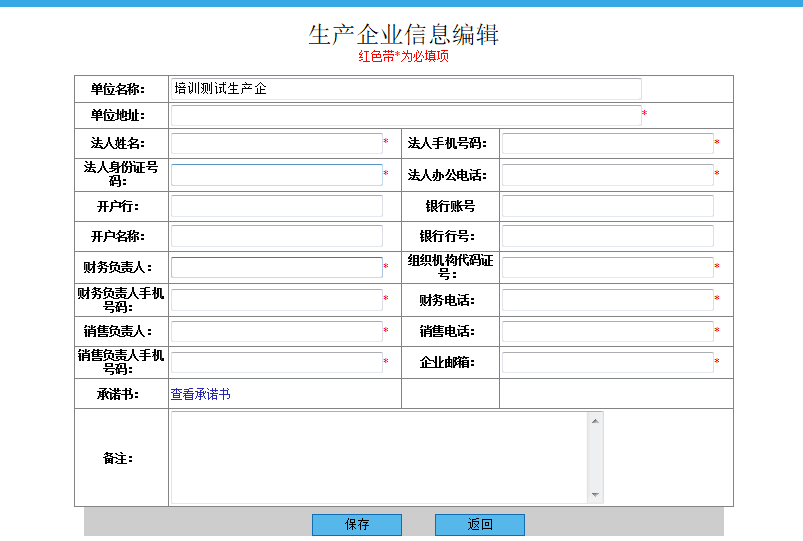 生产企业信息编辑
红色带*为必填项
单位名称： 培训测试生产企
单位地址： *
法人姓名： * 法人手机号码： *
法人身份证号码： * 法人办公电话： *
开户行： 银行账号
开户名称： 银行行号：
财务负责人： * 组织机构代码证号： *
财务负责人手机号码： * 财务电话： *
销售负责人： * 销售电话： *
销售负责人手机号码： * 企业邮箱： *
承诺书： 查看承诺书
备注：
保存 返回